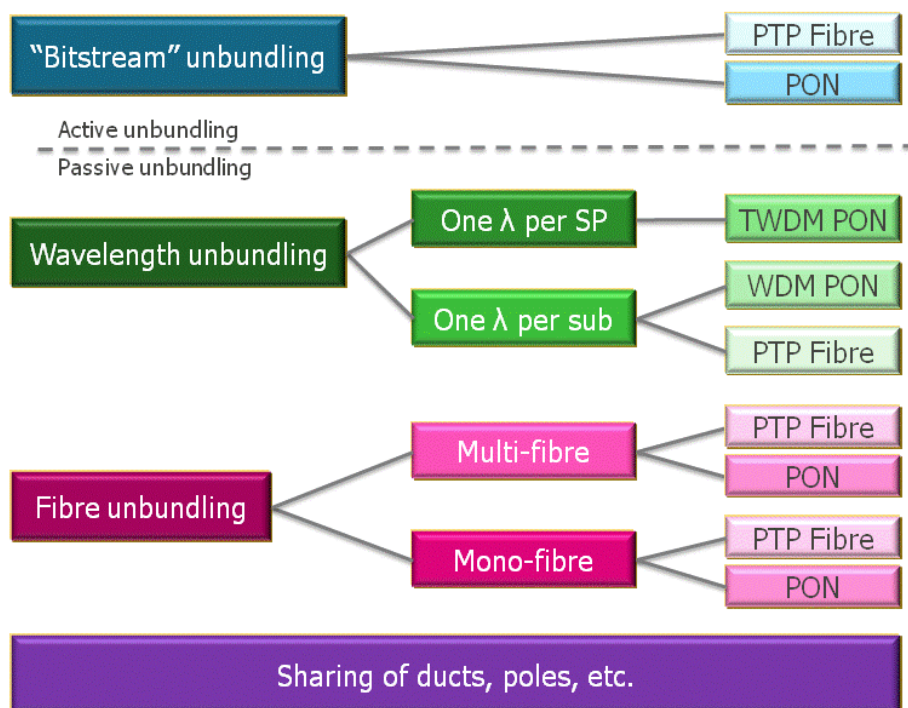 “Bitstream” unbundling
PTP Fibre
PON
Active unbundling
Passive unbundling
Wavelength unbundling
One λ per SP
TWDM PON
One λ per sub
WDM PON
PTP Fibre
Fibre unbundling
Multi-fibre
PTP Fibre
PON
Mono-fibre
PTP Fibre
PON
Sharing of ducts, poles, etc.